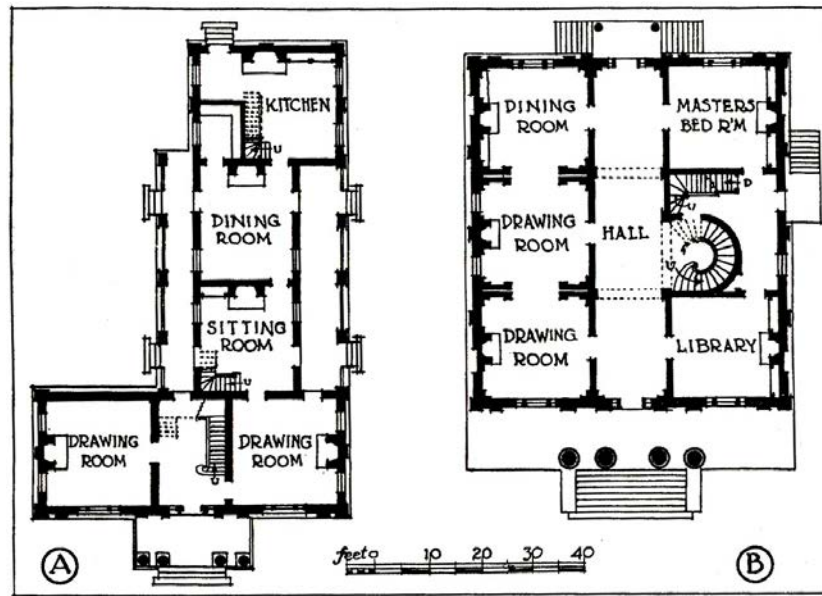 KITCHEN
U
DINING
ROOM
SITTING
ROOM
U
DRAWING
ROOM
DRAWING
ROOM
U
A
DINING
ROOM
MASTERS
BED R'M
D
U
DRAWING
ROOM
HALL
U
DRAWING
ROOM
LIBRARY
feet 0 10 20 30 40
B